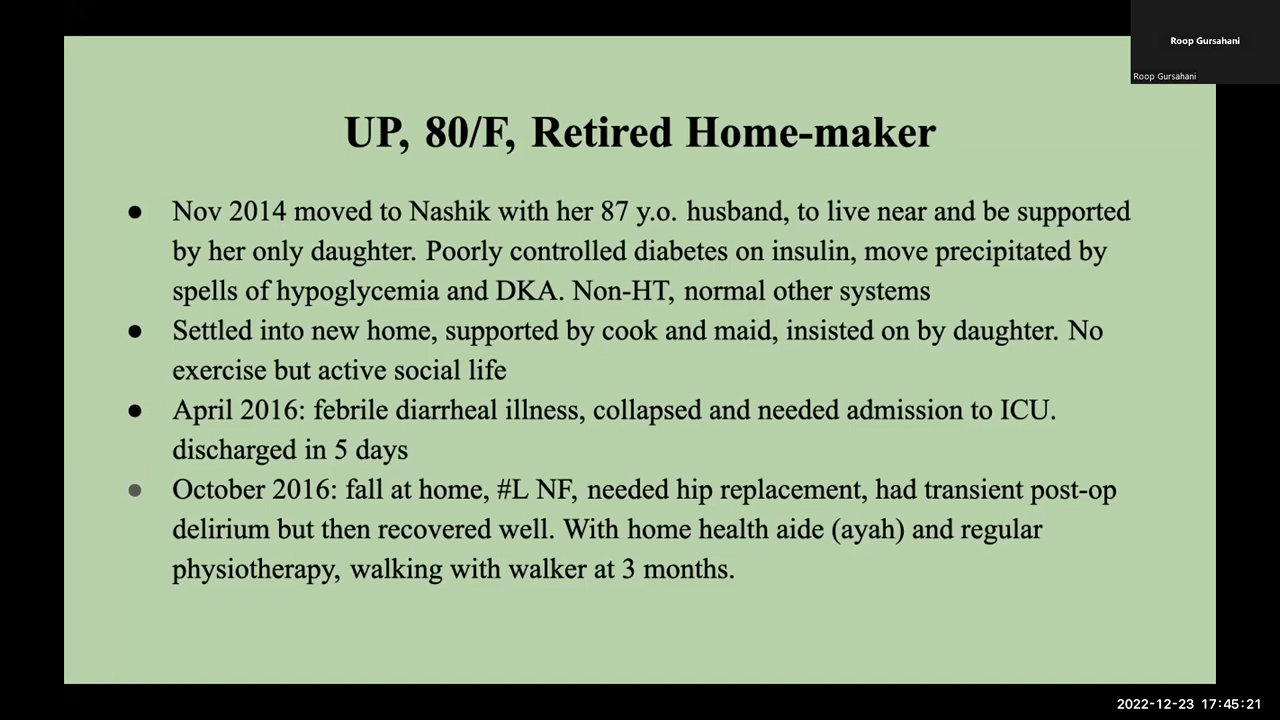 Roop Gursahani
Roop Gursahani
UP, 80/F, Retired Home-maker
● Nov 2014 moved to Nashik with her 87 y.o. husband, to live near and be supported
by her only daughter. Poorly controlled diabetes on insulin, move precipitated by
spells of hypoglycemia and DKA. Non-HT, normal other systems
● Settled into new home, supported by cook and maid, insisted on by daughter. No
exercise but active social life
● April 2016: febrile diarrheal illness, collapsed and needed admission to ICU.
discharged in 5 days
● October 2016: fall at home, #L NF, needed hip replacement, had transient post-op
delirium but then recovered well. With home health aide (ayah) and regular
physiotherapy, walking with walker at 3 months.
2022-12-23 17:45:21